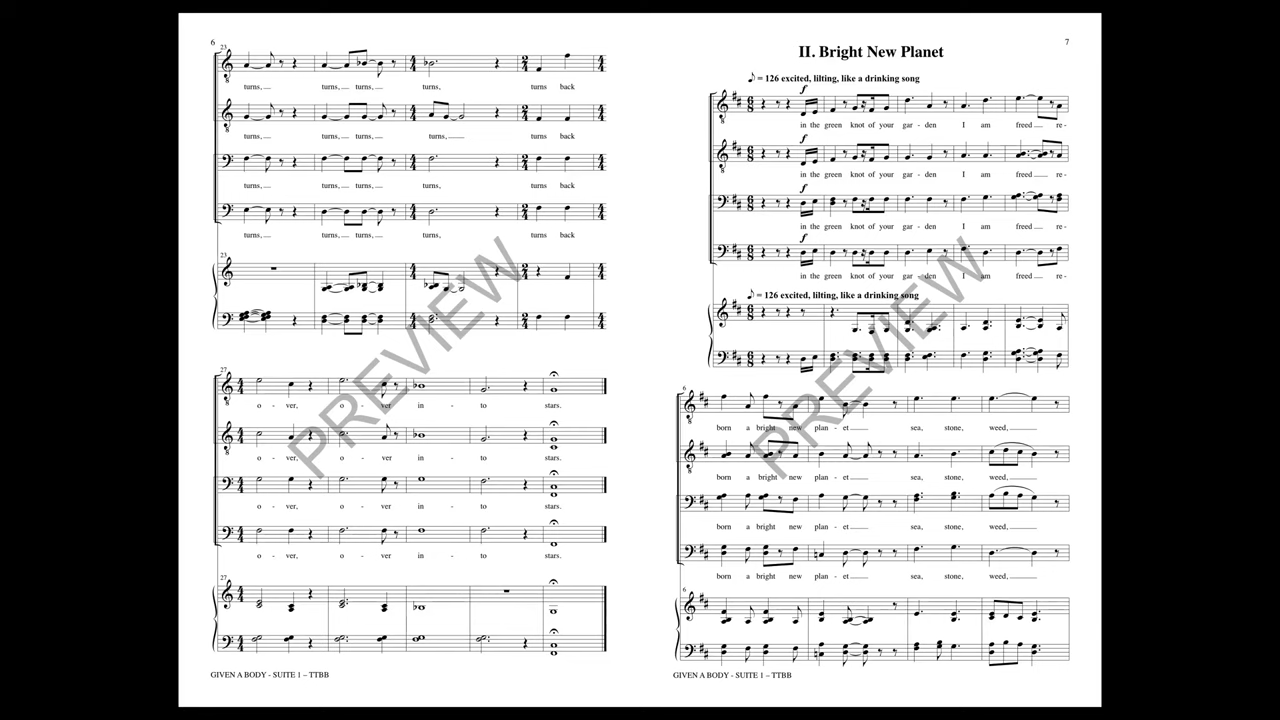 6
23
turns, turns, turns, turns, turns back
turns, turns, turns, turns, turns back
turns, turns, turns, turns, turns back
turns, turns, turns, turns, turns back
23
27
o - ver, o - ver in - to stars.
o - ver, o - ver in - to stars.
o - ver, o - ver in - to stars.
o - ver, o - ver in - to stars.
27
GIVEN A BODY - SUITE 1 – TTBB
PREVIEW
7
II. Bright New Planet
♪ = 126 excited, lilting, like a drinking song
f
in the green knot of your gar - den I am freed re -
f
in the green knot of your gar - den I am freed re -
f
in the green knot of your gar - den I am freed re -
f
in the green knot of your gar - den I am freed re -
♪ = 126 excited, lilting, like a drinking song
6
born a bright new plan - et sea, stone, weed,
born a bright new plan - et sea, stone, weed,
born a bright new plan - et sea, stone, weed,
born a bright new plan - et sea, stone, weed,
6
GIVEN A BODY - SUITE 1 – TTBB
PREVIEW